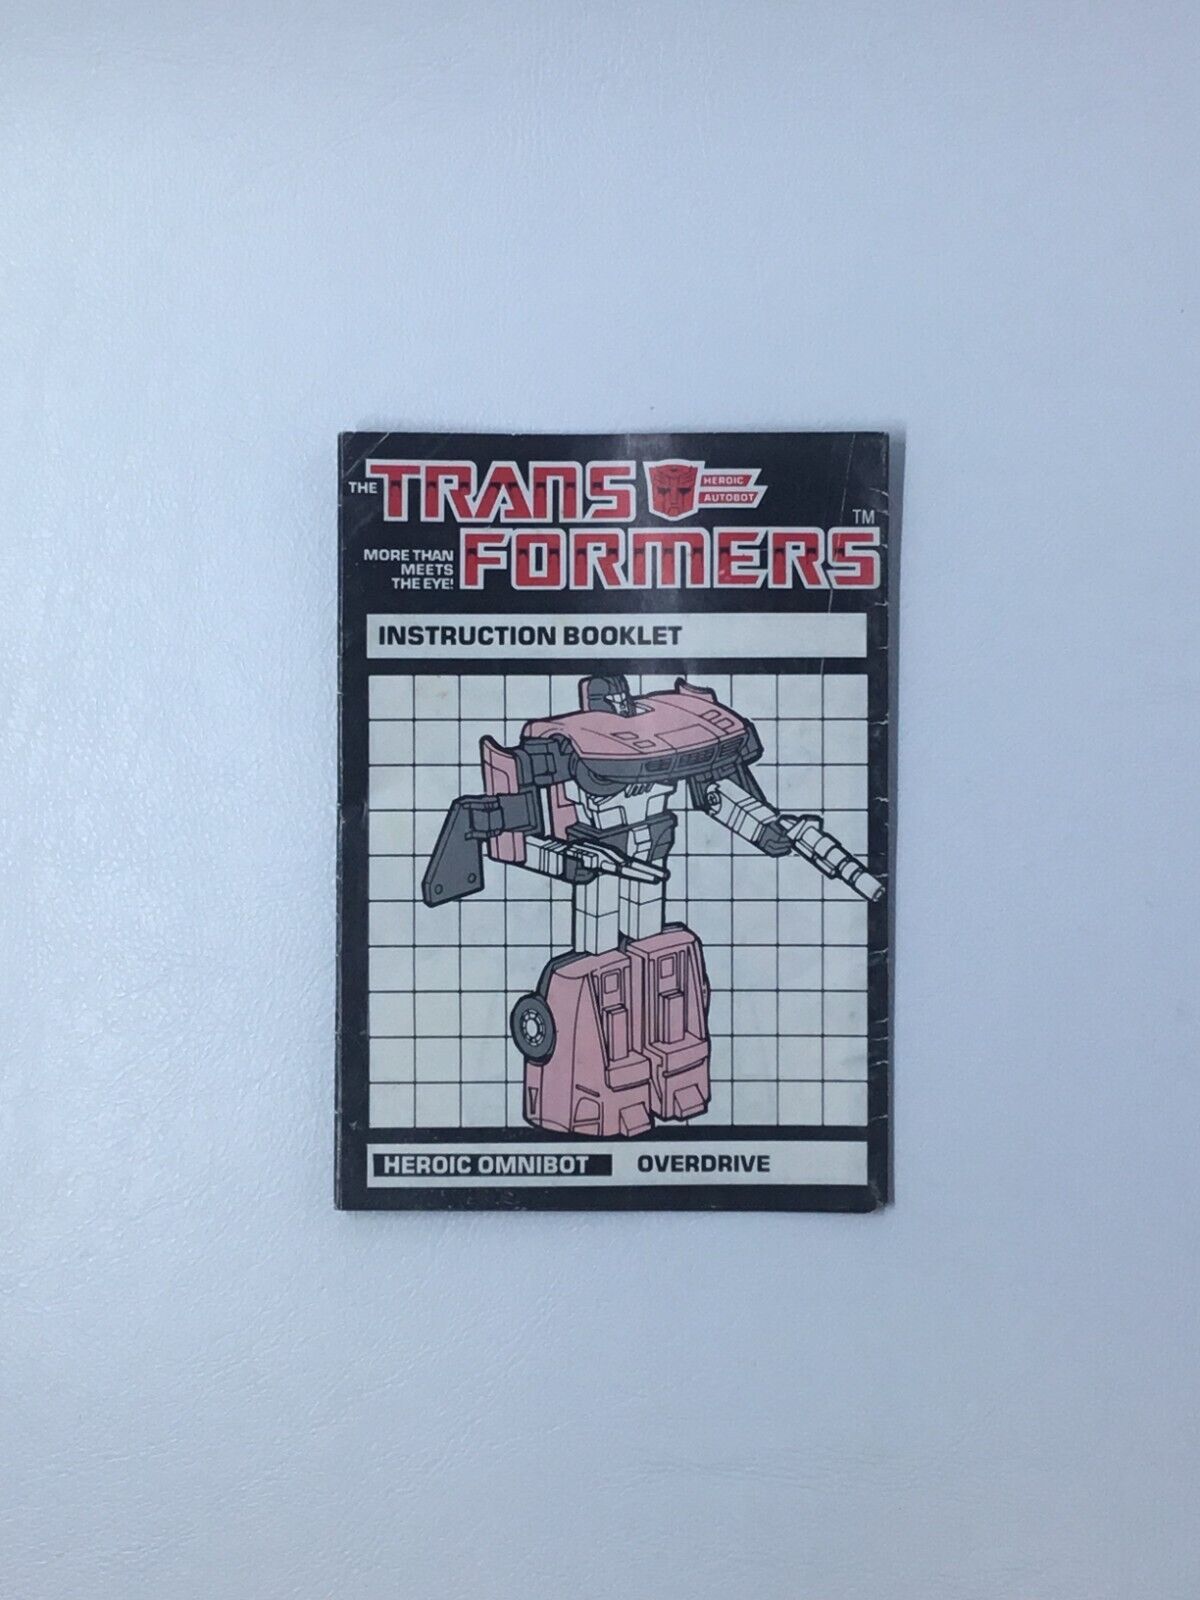 THE TRANS HEROIC AUTOBOT
MORE THAN MEETS THE EYE! FORMERS TM
INSTRUCTION BOOKLET
HEROIC OMNIBOT OVERDRIVE